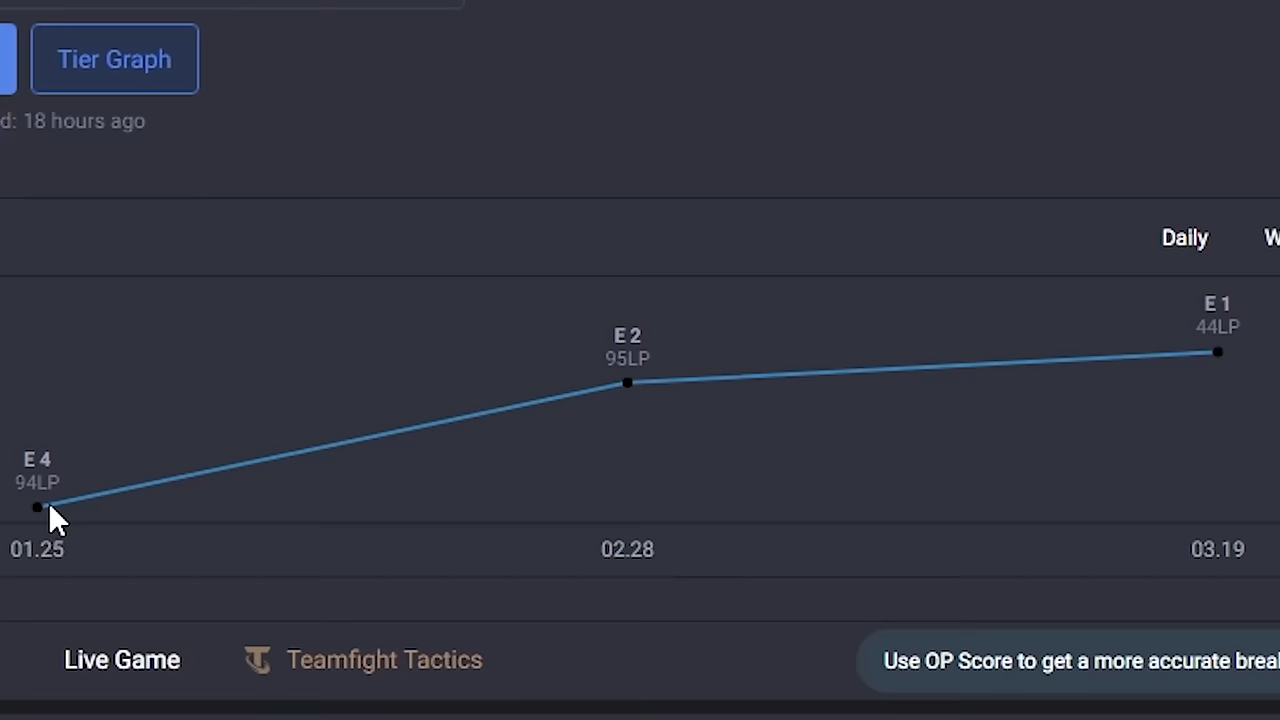 Tier Graph
d: 18 hours ago
Daily
W
E 1
44LP
E 2
95LP
E 4
94LP
01.25
02.28
03.19
Live Game
Teamfight Tactics
Use OP Score to get a more accurate brea